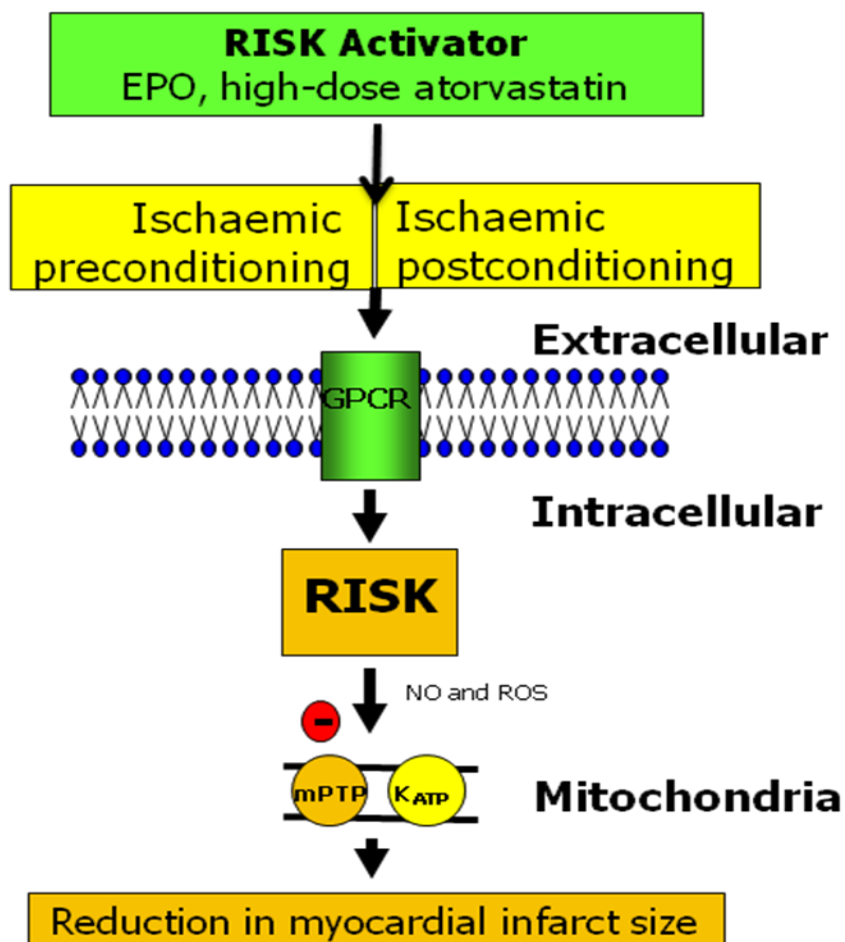 RISK Activator
EPO, high-dose atorvastatin
Ischaemic
preconditioning
Ischaemic
postconditioning
Extracellular
GPCR
Intracellular
RISK
NO and ROS
-
mPTP
KATP
Mitochondria
Reduction in myocardial infarct size